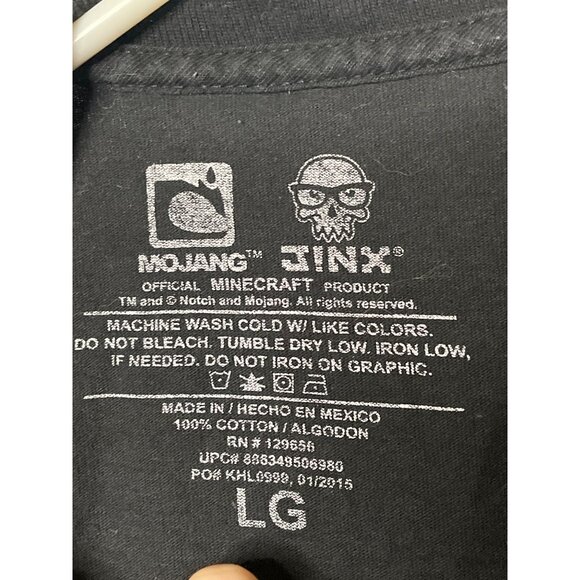 MOJANG™ J!NX®
OFFICIAL MINECRAFT PRODUCT
TM and © Notch and Mojang. All rights reserved.
MACHINE WASH COLD W/ LIKE COLORS.
DO NOT BLEACH. TUMBLE DRY LOW. IRON LOW,
IF NEEDED. DO NOT IRON ON GRAPHIC.
MADE IN / HECHO EN MEXICO
100% COTTON / ALGODON
RN # 129656
UPC# 886349506980
PO# KHL0999, 01/2015
LG